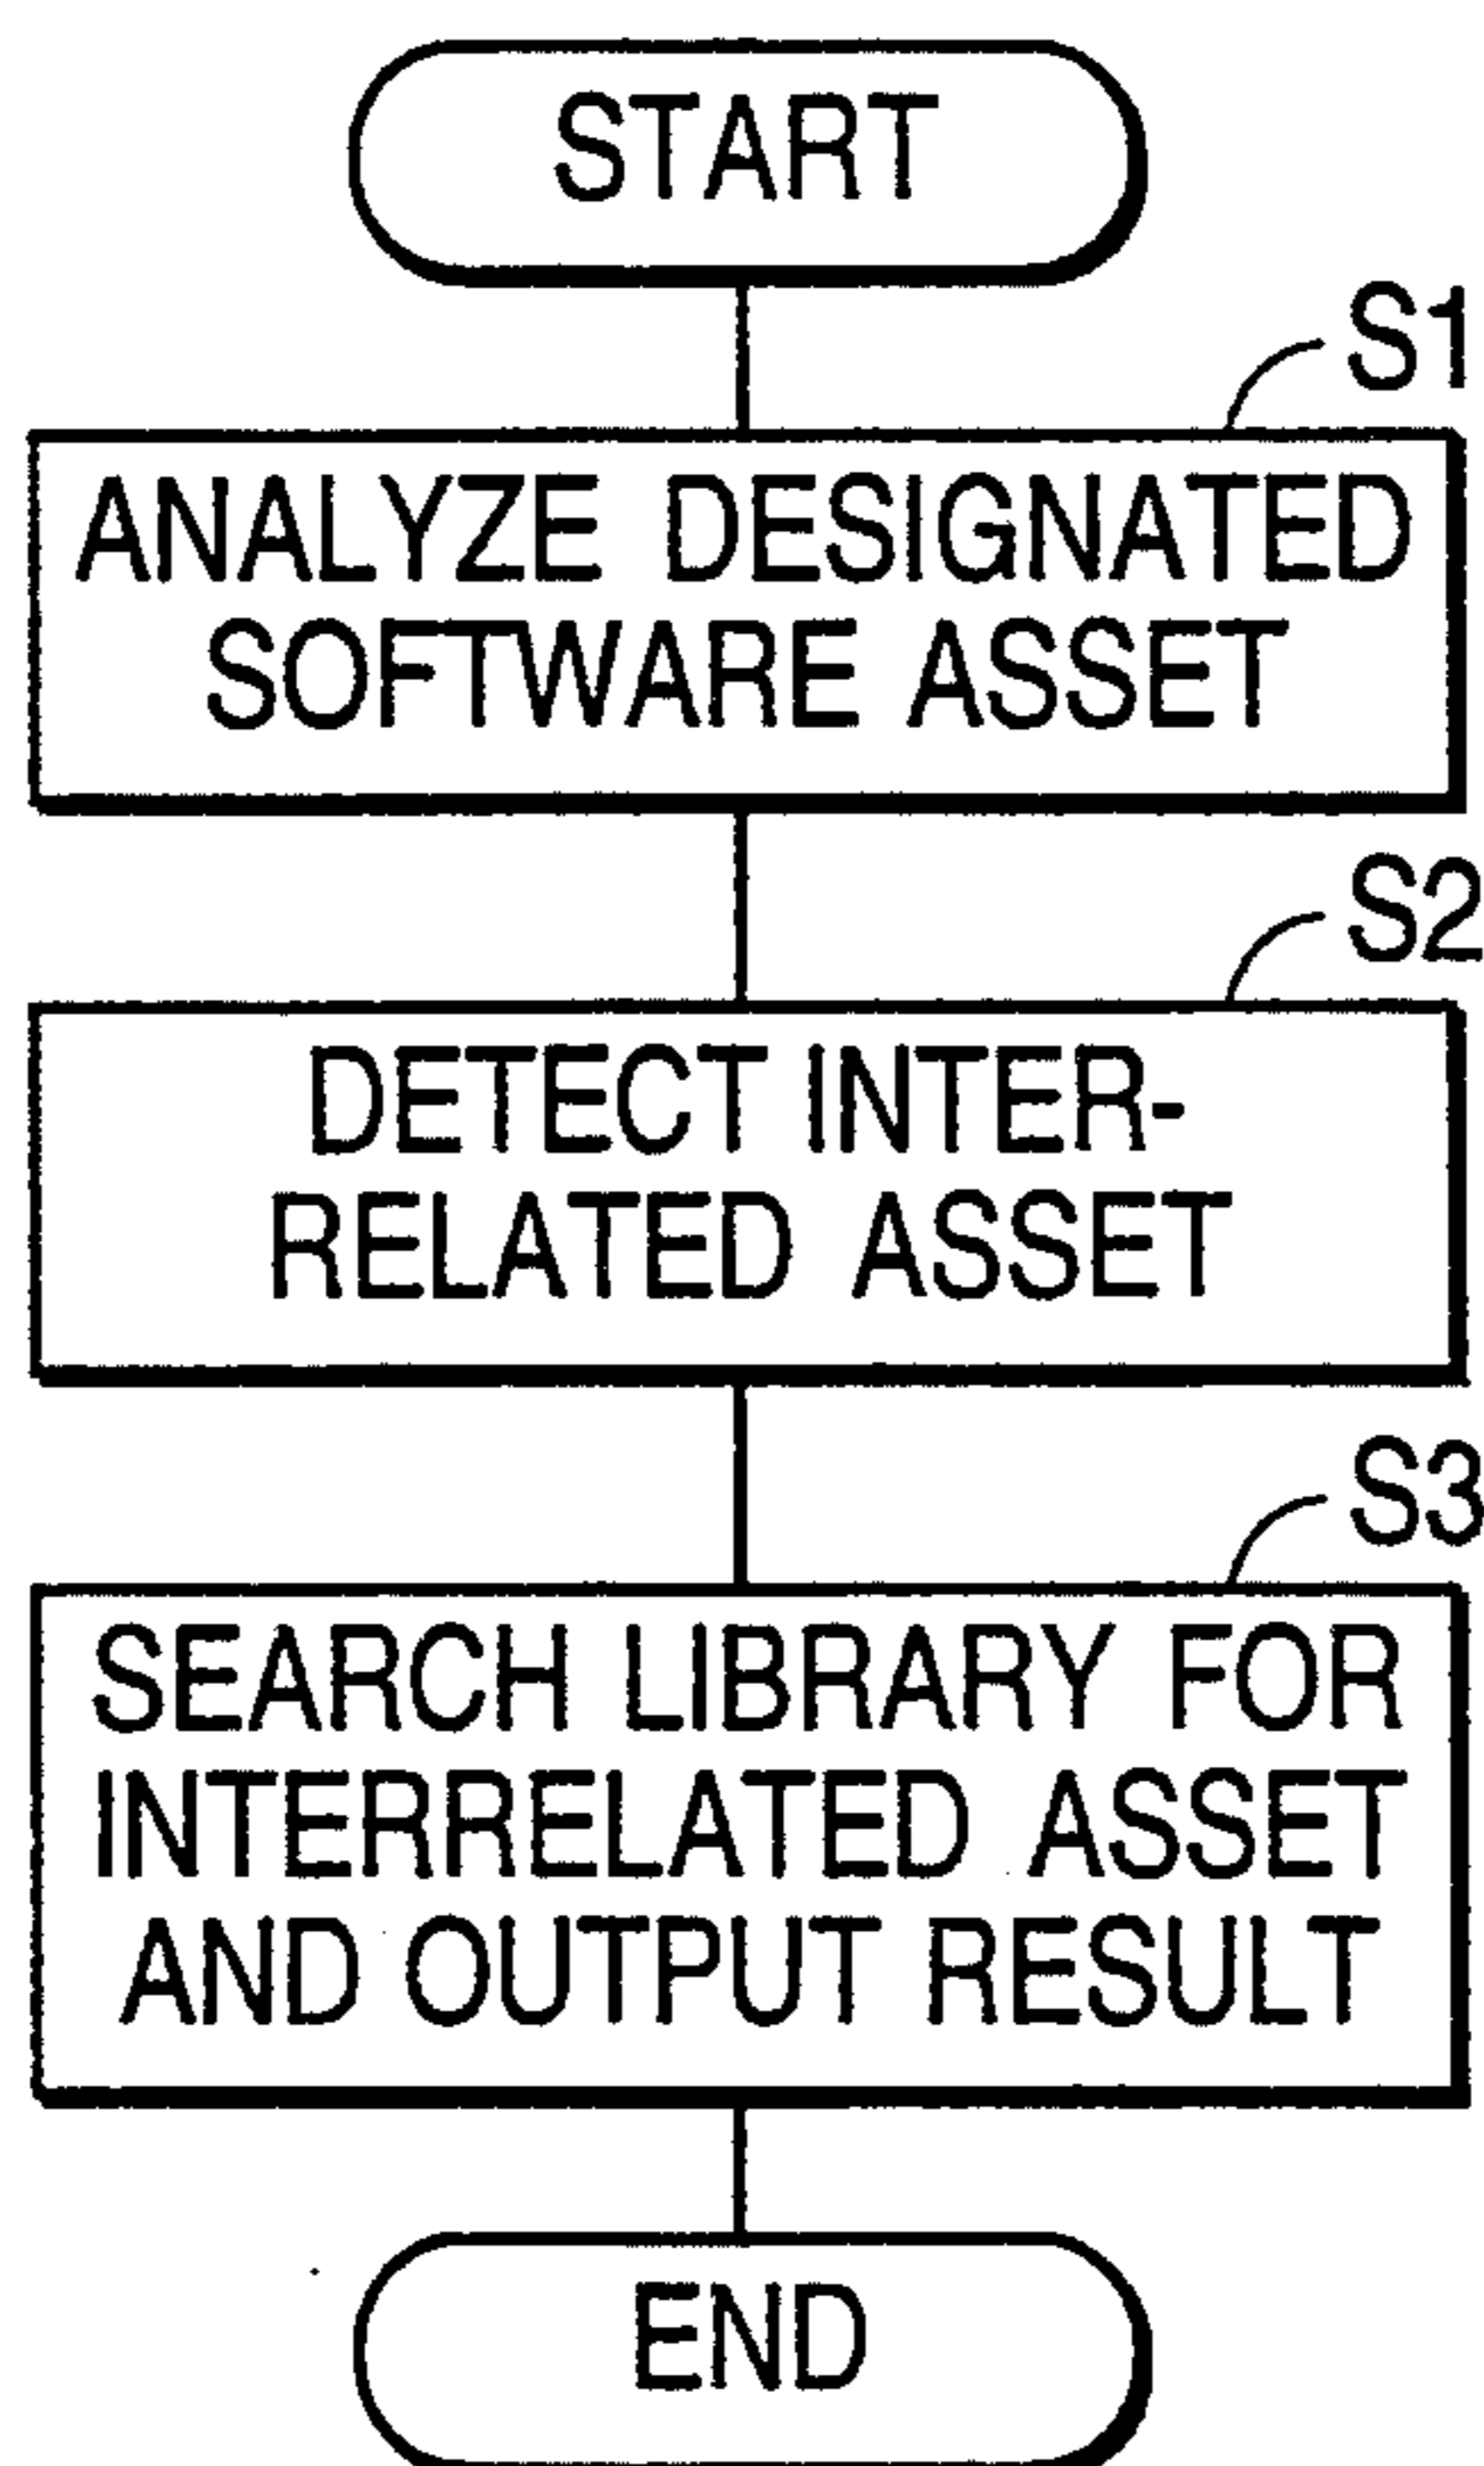 START
S1
ANALYZE DESIGNATED
SOFTWARE ASSET
S2
DETECT INTER-
RELATED ASSET
S3
SEARCH LIBRARY FOR
INTERRELATED ASSET
AND OUTPUT RESULT
END